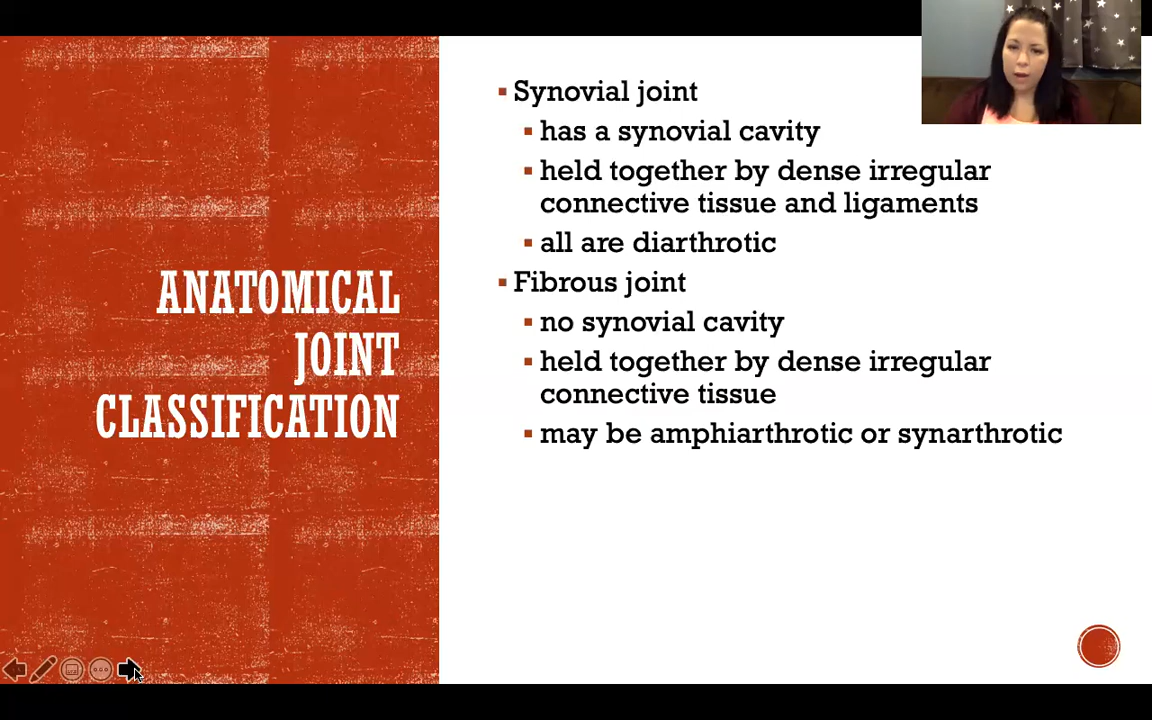 ANATOMICAL
JOINT
CLASSIFICATION
Synovial joint
has a synovial cavity
held together by dense irregular
connective tissue and ligaments
all are diarthrotic
Fibrous joint
no synovial cavity
held together by dense irregular
connective tissue
may be amphiarthrotic or synarthrotic